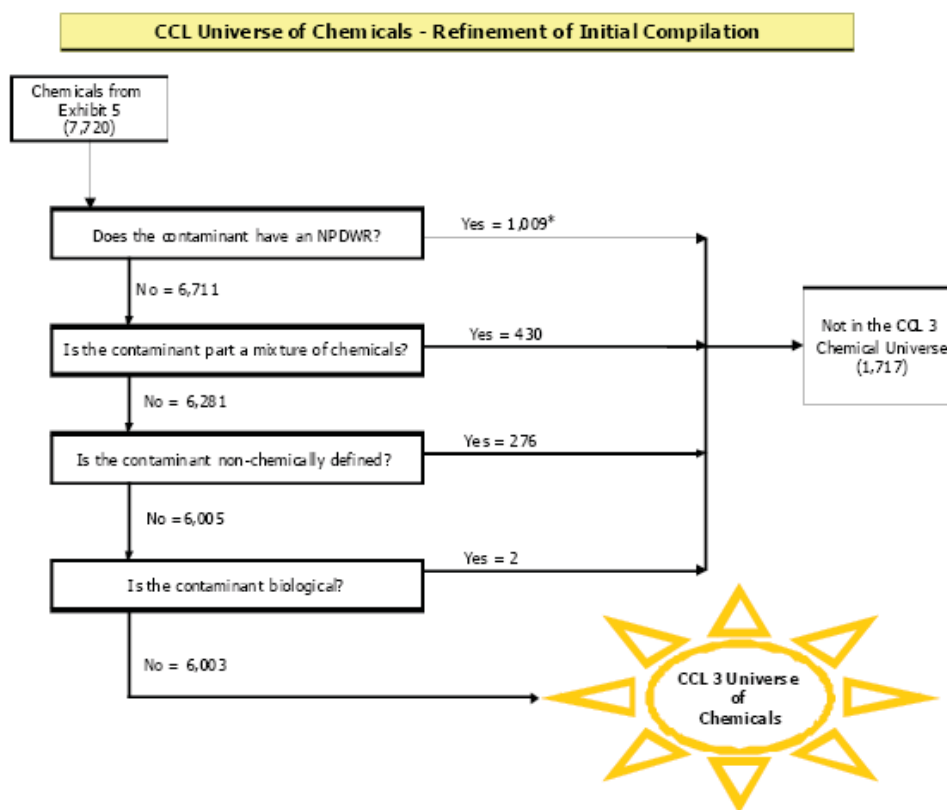 CCL Universe of Chemicals - Refinement of Initial Compilation
Chemicals from
Exhibit 5
(7,720)
Does the contaminant have an NPDWR?
Yes = 1,009*
No = 6,711
Is the contaminant part a mixture of chemicals?
Yes = 430
Not in the CCL 3
Chemical Universe
(1,717)
No = 6,281
Is the contaminant non-chemically defined?
Yes = 276
No =6,005
Is the contaminant biological?
Yes = 2
No = 6,003
CCL 3 Universe
of
Chemicals